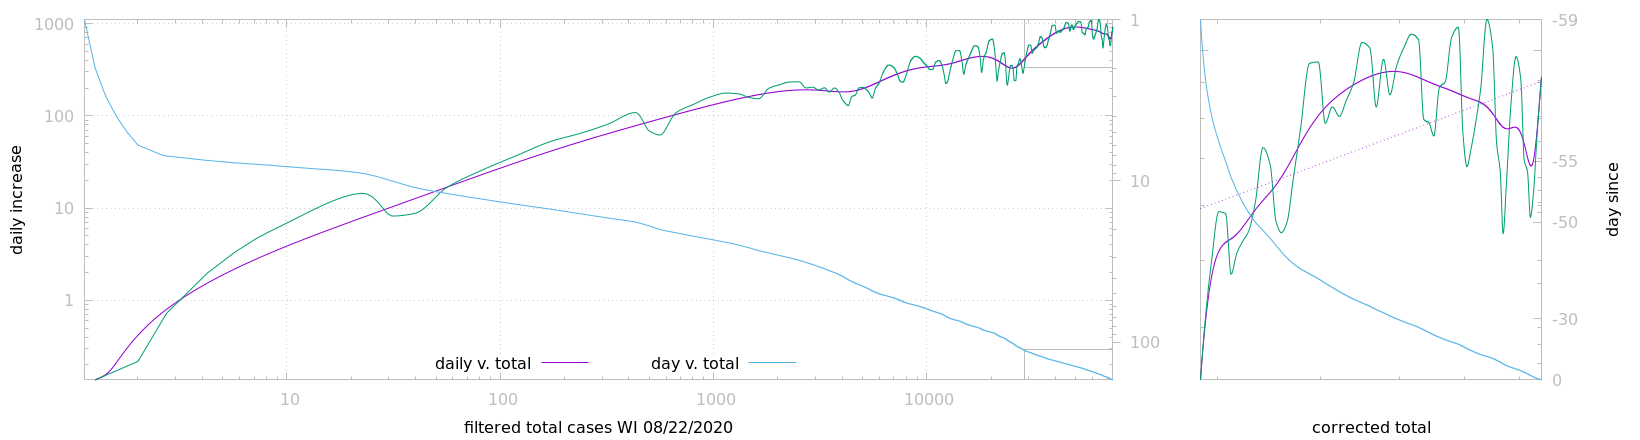 1000
100
10
1
daily increase
daily v. total
day v. total
10
100
1000
10000
filtered total cases WI 08/22/2020
1
10
100
-59
-55
-50
-30
0
day since
corrected total